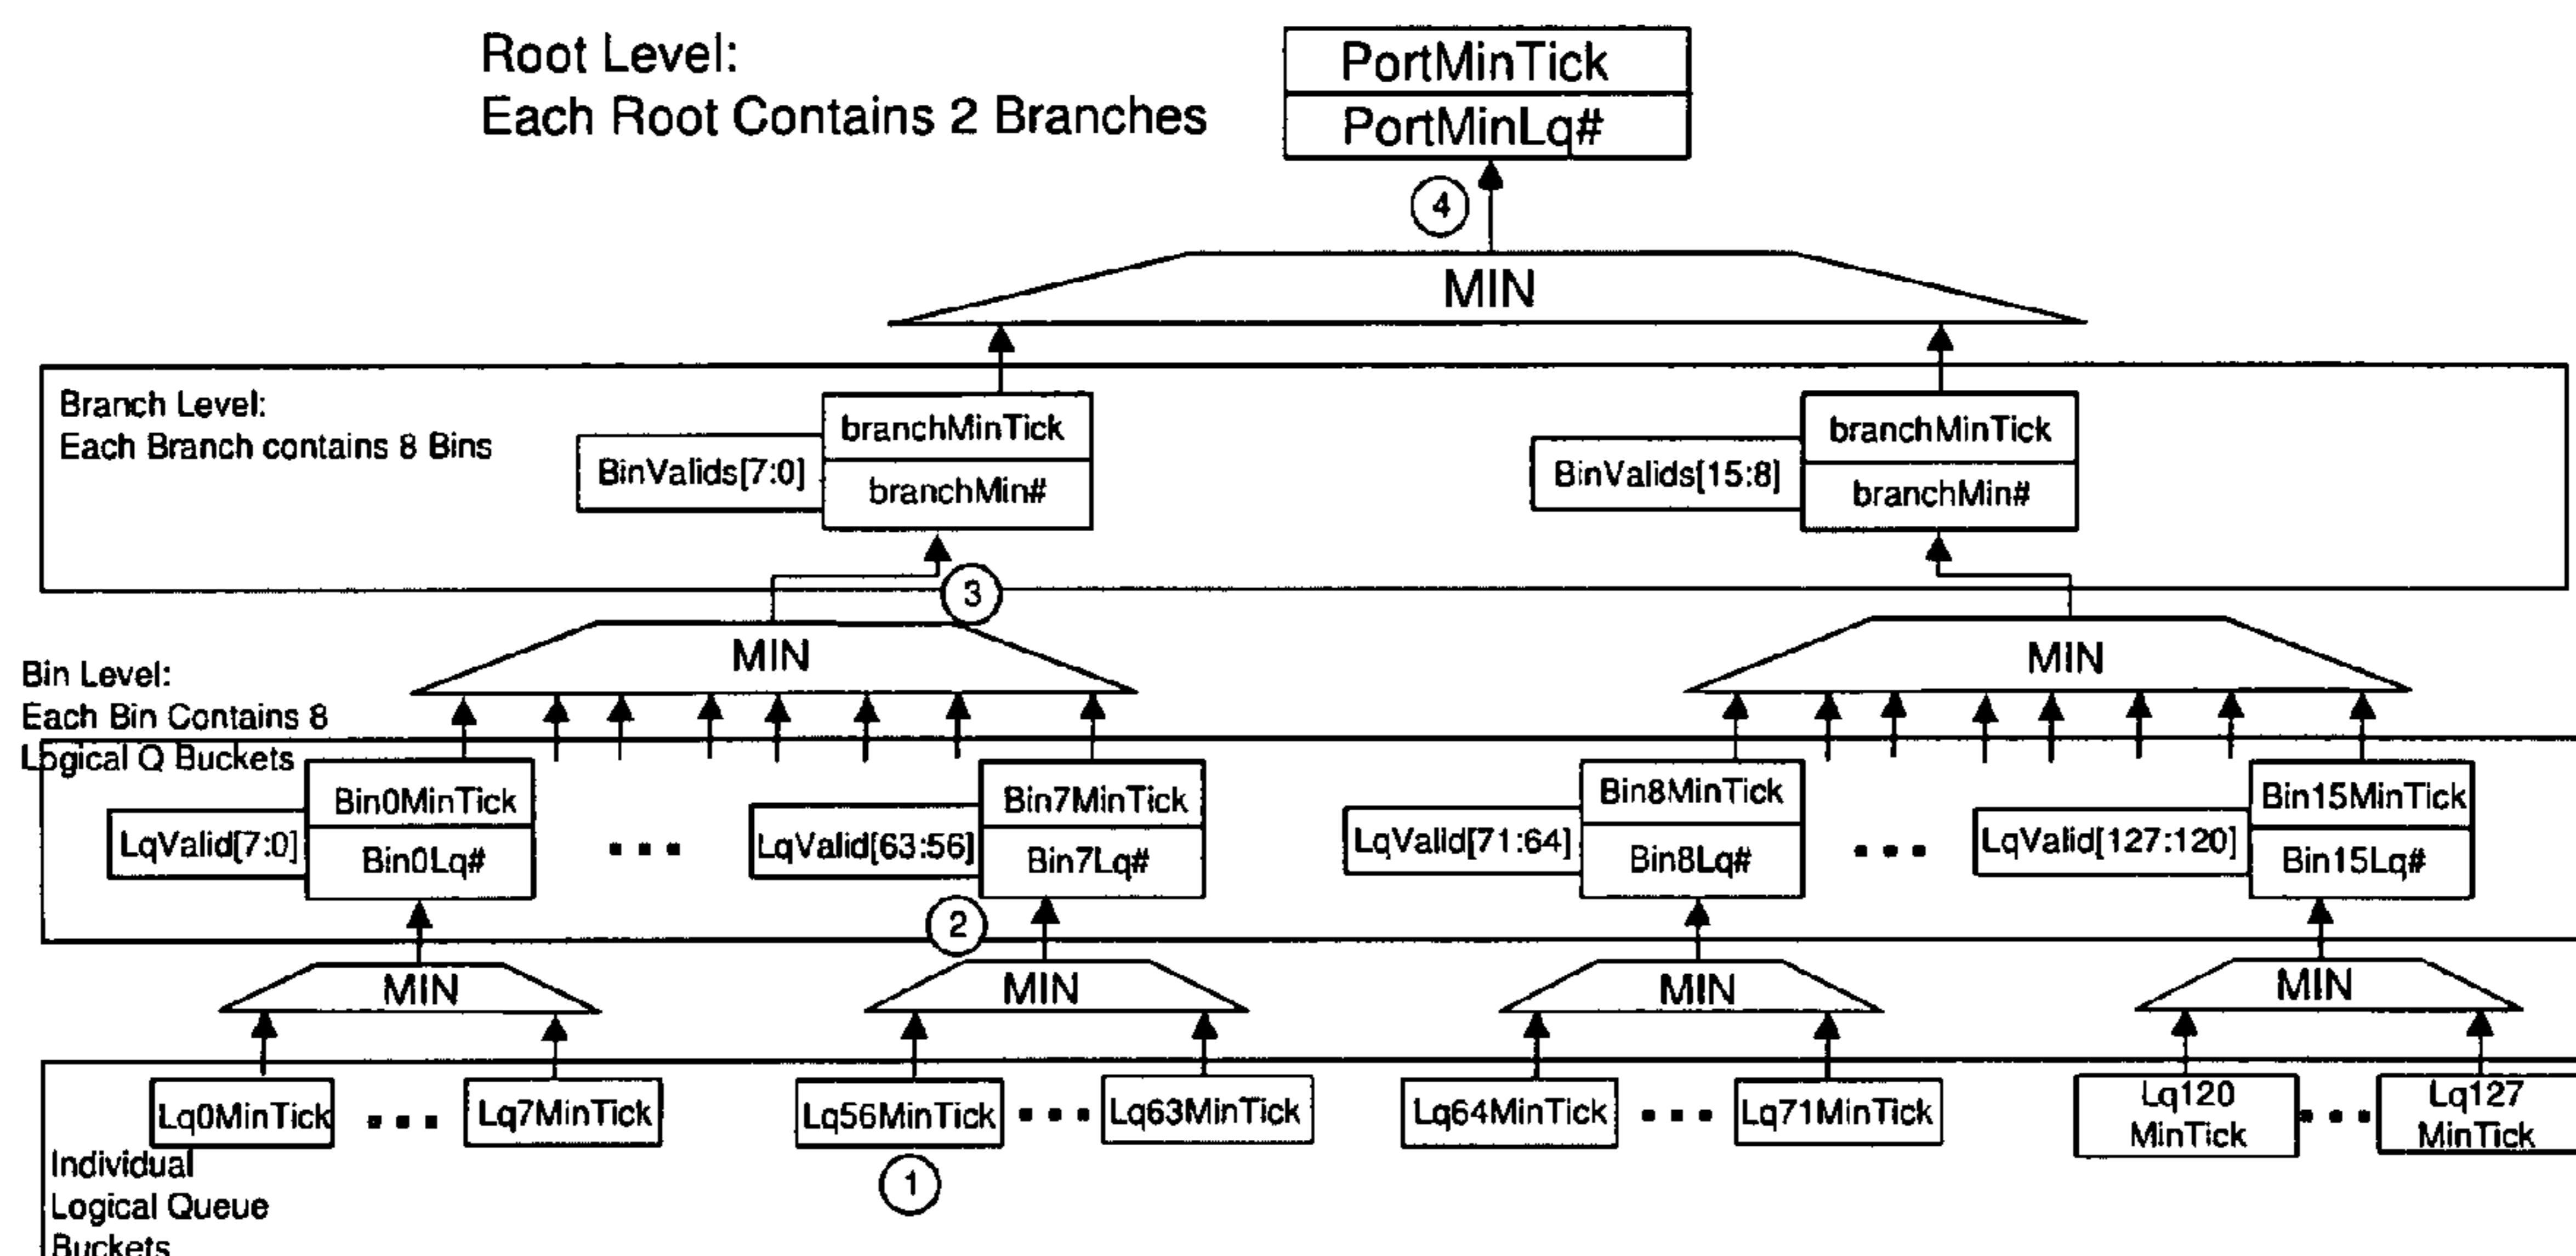 Root Level:
Each Root Contains 2 Branches
PortMinTick
PortMinLq#
4
MIN
Branch Level:
Each Branch contains 8 Bins
BinValids[7:0]
branchMinTick
branchMin#
BinValids[15:8]
branchMinTick
branchMin#
3
MIN
MIN
Bin Level:
Each Bin Contains 8
Logical Q Buckets
LqValid[7:0]
Bin0MinTick
Bin0Lq#
...
LqValid[63:56]
Bin7MinTick
Bin7Lq#
LqValid[71:64]
Bin8MinTick
Bin8Lq#
...
LqValid[127:120]
Bin15MinTick
Bin15Lq#
2
MIN
MIN
MIN
MIN
Lq0MinTick
...
Lq7MinTick
Lq56MinTick
...
Lq63MinTick
Lq64MinTick
...
Lq71MinTick
Lq120
MinTick
...
Lq127
MinTick
1
Individual
Logical Queue
Buckets